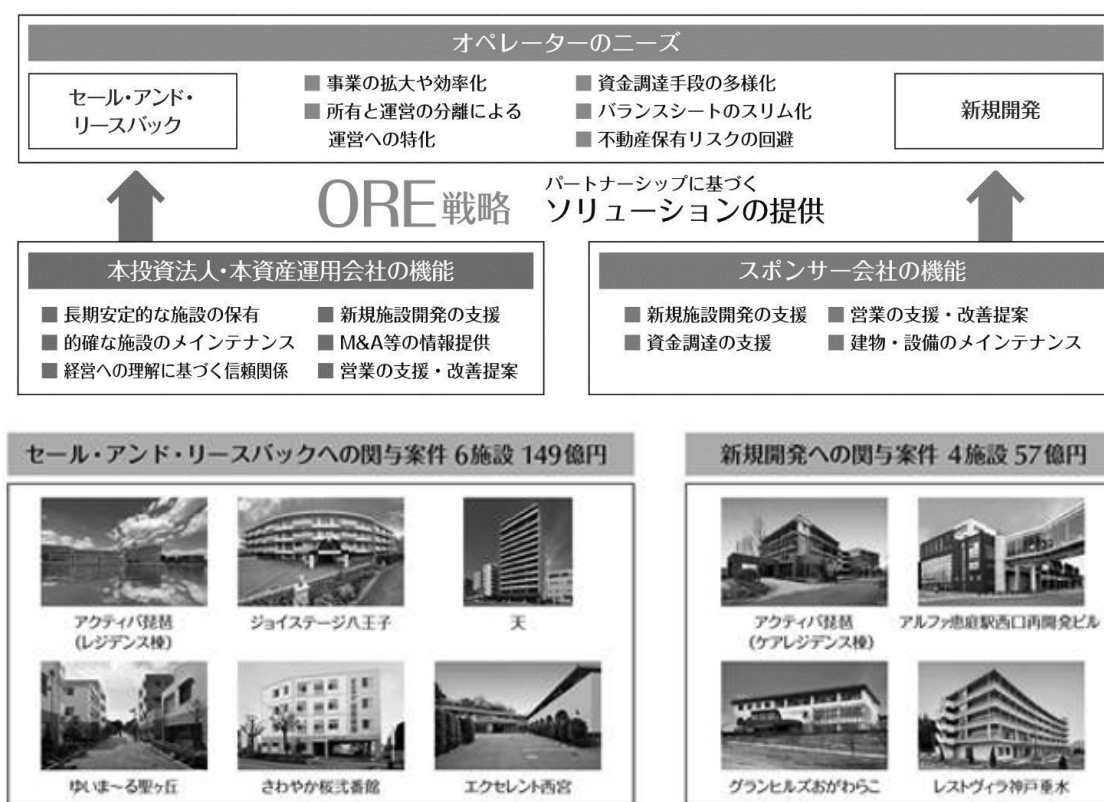 オペレーターのニーズ
セール・アンド・
リースバック
■ 事業の拡大や効率化
■ 所有と運営の分離による
運営への特化
■ 資金調達手段の多様化
■ バランスシートのスリム化
■ 不動産保有リスクの回避
新規開発
ORE戦略
パートナーシップに基づく
ソリューションの提供
本投資法人・本資産運用会社の機能
■ 長期安定的な施設の保有
■ 的確な施設のメインテナンス
■ 経営への理解に基づく信頼関係
■ 新規施設開発の支援
■ M&A等の情報提供
■ 営業の支援・改善提案
スポンサー会社の機能
■ 新規施設開発の支援
■ 資金調達の支援
■ 営業の支援・改善提案
■ 建物・設備のメインテナンス
セール・アンド・リースバックへの関与案件 6施設 149億円
アクティバ琵琶
(レジデンス棟)
ジョイステージ八王子
天
ゆいま~る聖ヶ丘
さわやか桜弐番館
エクセレント西宮
新規開発への関与案件 4施設 57億円
アクティバ琵琶
(ケアレジデンス棟)
アルファ恵庭駅西口再開発ビル
グランヒルズおがわらこ
レストヴィラ神戸垂水